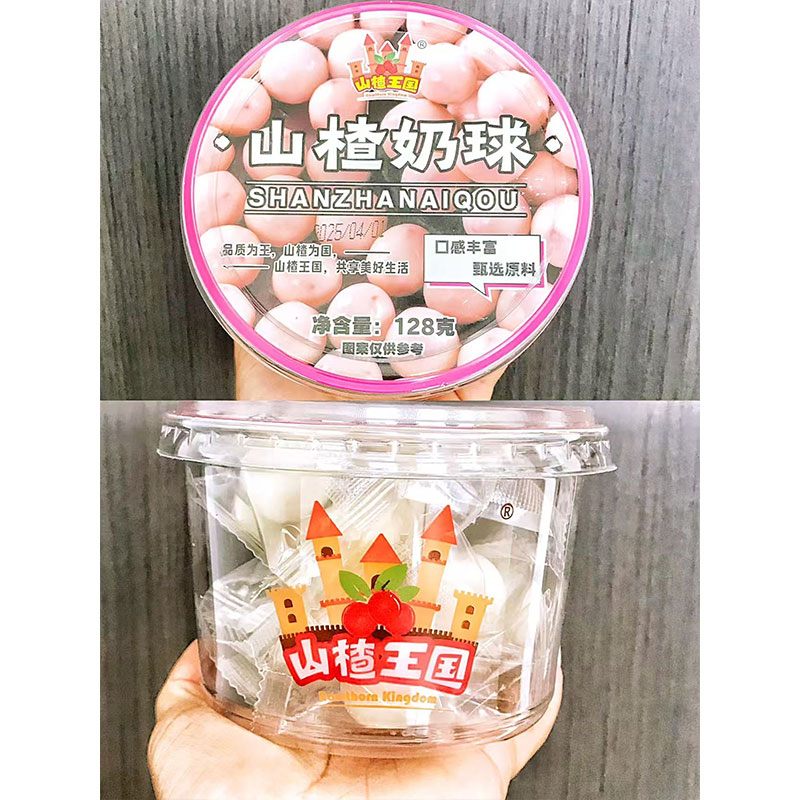 ®
山楂王国
Hawthorn Kingdom
·山楂奶球·
SHANZHANAIQOU
2025/04/01
品质为王，山楂为国，
山楂王国，共享美好生活
口感丰富
甄选原料
净含量：128克
图案仅供参考
®
山楂王国
Hawthorn Kingdom